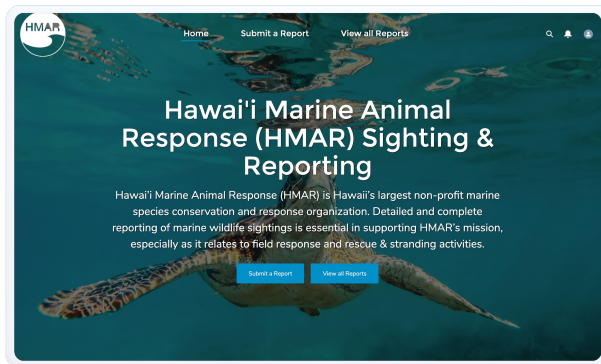 HMAR
Home Submit a Report View all Reports
Hawai'i Marine Animal
Response (HMAR) Sighting &
Reporting
Hawai'i Marine Animal Response (HMAR) is Hawaii's largest non-profit marine
species conservation and response organization. Detailed and complete
reporting of marine wildlife sightings is essential in supporting HMAR's mission,
especially as it relates to field response and rescue & stranding activities.
Submit a Report View all Reports